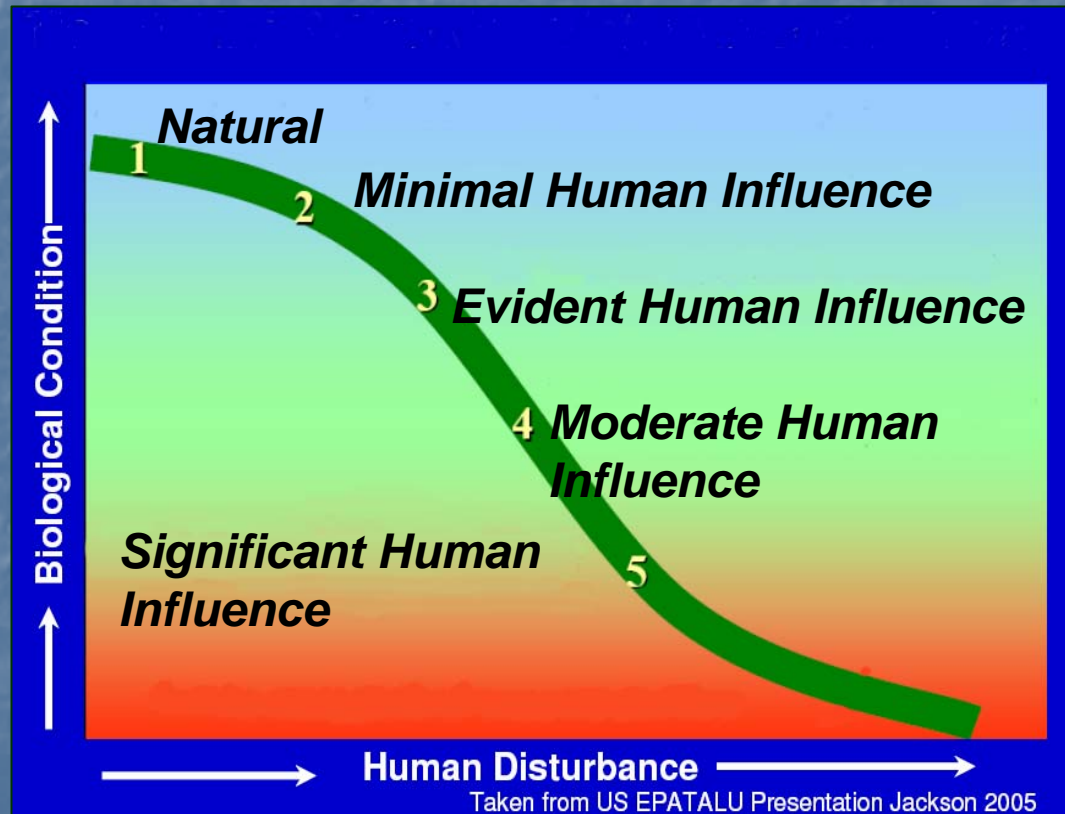 Natural
1
Minimal Human Influence
2
3
Evident Human Influence
4
Moderate Human
Influence
Significant Human
Influence
5
Biological Condition
Human Disturbance
Taken from US EPATALU Presentation Jackson 2005